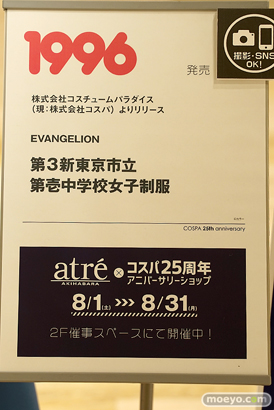 1996
発売
撮影・SNS
OK!
株式会社コスチュームパラダイス
(現:株式会社コスパ)よりリリース
EVANGELION
第3新東京市立
第壱中学校女子制服
COSPA 25th anniversary
atré
AKIHABARA
×
コスパ25周年
アニバーサリーショップ
8/1(土) >>> 8/31(月)
2F催事スペースにて開催中!
www.moeyo.com